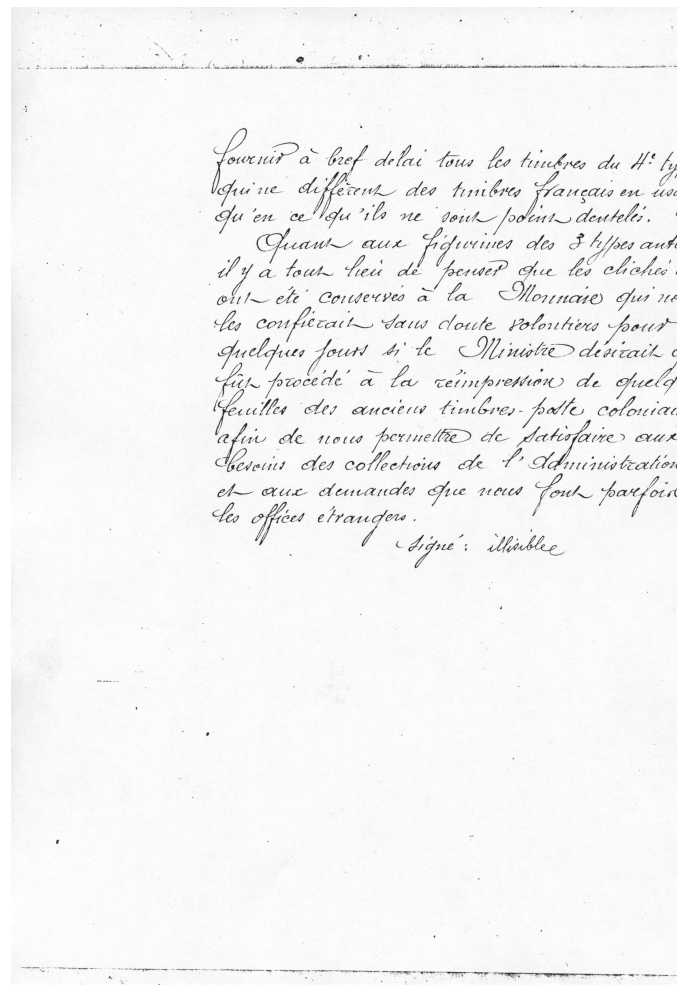 fournir à bref délai tous les timbres du 4e ty
qui ne diffèrent des timbres français en usa
qu'en ce qu'ils ne sont point dentelés.
Quant aux figurines des 3 types anté
il y a tout lieu de penser que les clichés
ont été conservés à la Monnaie qui no
les confierait sans doute volontiers pour
quelques jours si le Ministre désirait q
fût procédé à la réimpression de quelq
feuilles des anciens timbres-poste coloniau
afin de nous permettre de satisfaire aux
besoins des collections de l'Administration
et aux demandes que nous font parfois
les offices étrangers.
signé : illisible